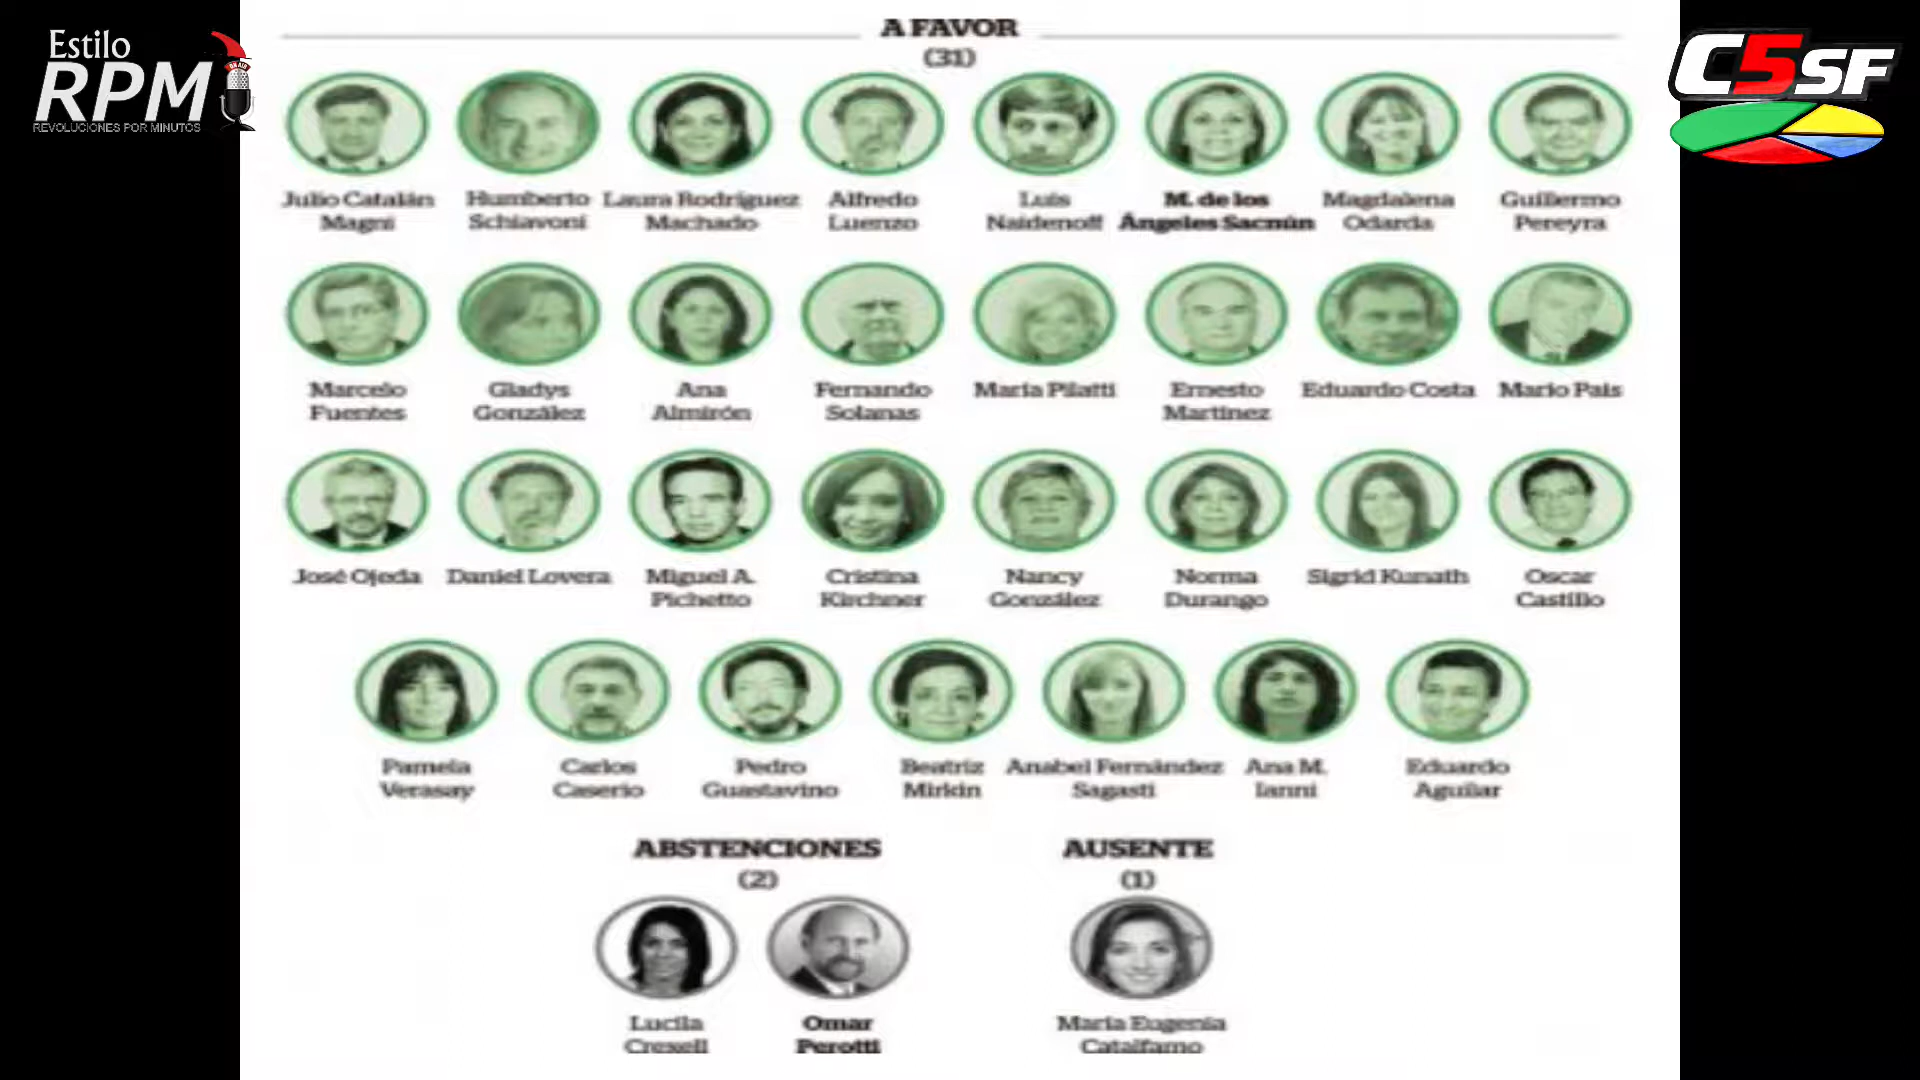 Estilo
RPM
ON AIR
REVOLUCIONES POR MINUTOS
C5SF
A FAVOR
(31)
Julio Catalán Magni
Humberto Schiavoni
Laura Rodríguez Machado
Alfredo Luenzo
Luis Naidenoff
M. de los Ángeles Sacnún
Magdalena Odarda
Guillermo Pereyra
Marcelo Fuentes
Gladys González
Ana Almirón
Fernando Solanas
María Pilatti
Ernesto Martínez
Eduardo Costa
Mario Pais
José Ojeda
Daniel Lovera
Miguel A. Pichetto
Cristina Kirchner
Nancy González
Norma Durango
Sigrid Kunath
Oscar Castillo
Pamela Verasay
Carlos Caserio
Pedro Guastavino
Beatriz Mirkin
Anabel Fernández Sagasti
Ana M. Ianni
Eduardo Aguilar
ABSTENCIONES
(2)
AUSENTE
(1)
Lucila Crexell
Omar Perotti
María Eugenia Catalfamo